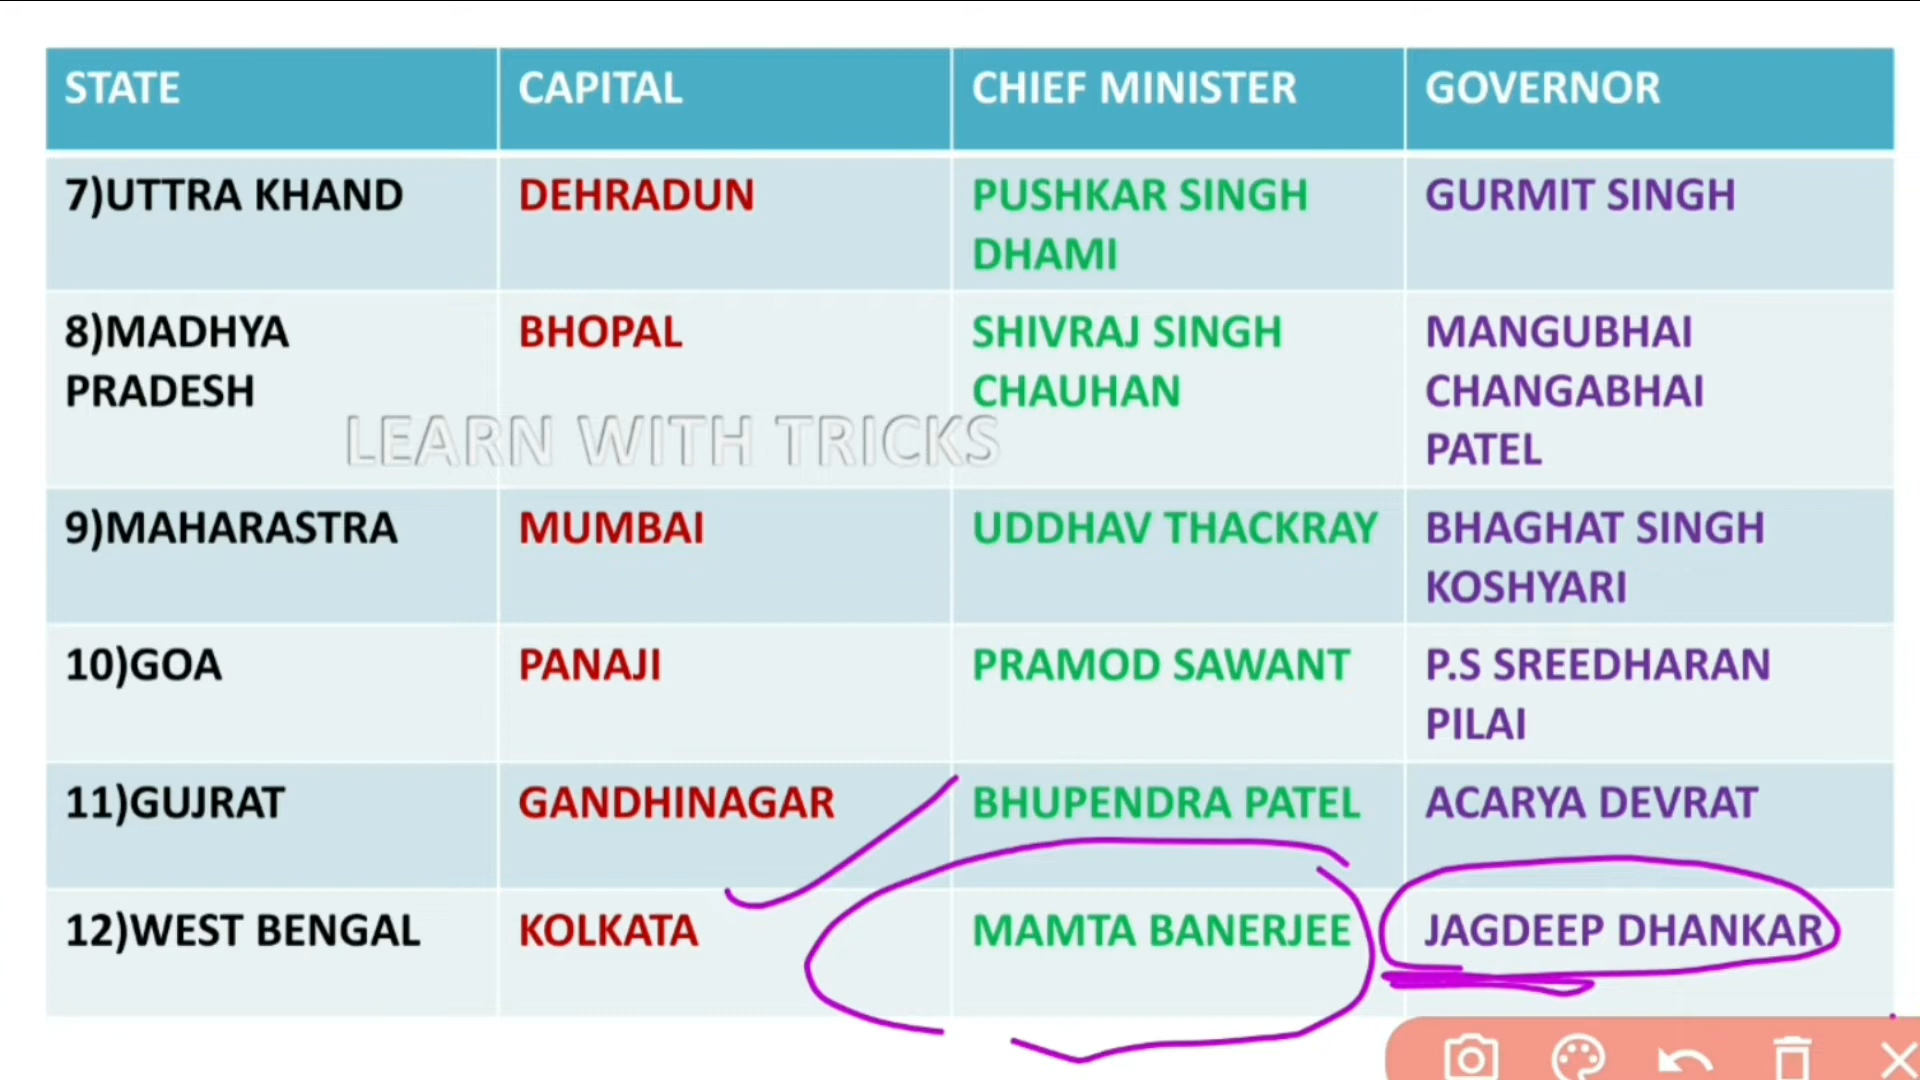 STATE CAPITAL CHIEF MINISTER GOVERNOR
7)UTTRA KHAND DEHRADUN PUSHKAR SINGH GURMIT SINGH
DHAMI
8)MADHYA BHOPAL SHIVRAJ SINGH MANGUBHAI
PRADESH CHAUHAN CHANGABHAI
LEARN WITH TRICKS
PATEL
9)MAHARASTRA MUMBAI UDDHAV THACKRAY BHAGHAT SINGH
KOSHYARI
10)GOA PANAJI PRAMOD SAWANT P.S SREEDHARAN
PILAI
11)GUJRAT GANDHINAGAR BHUPENDRA PATEL ACARYA DEVRAT
12)WEST BENGAL KOLKATA MAMTA BANERJEE JAGDEEP DHANKAR